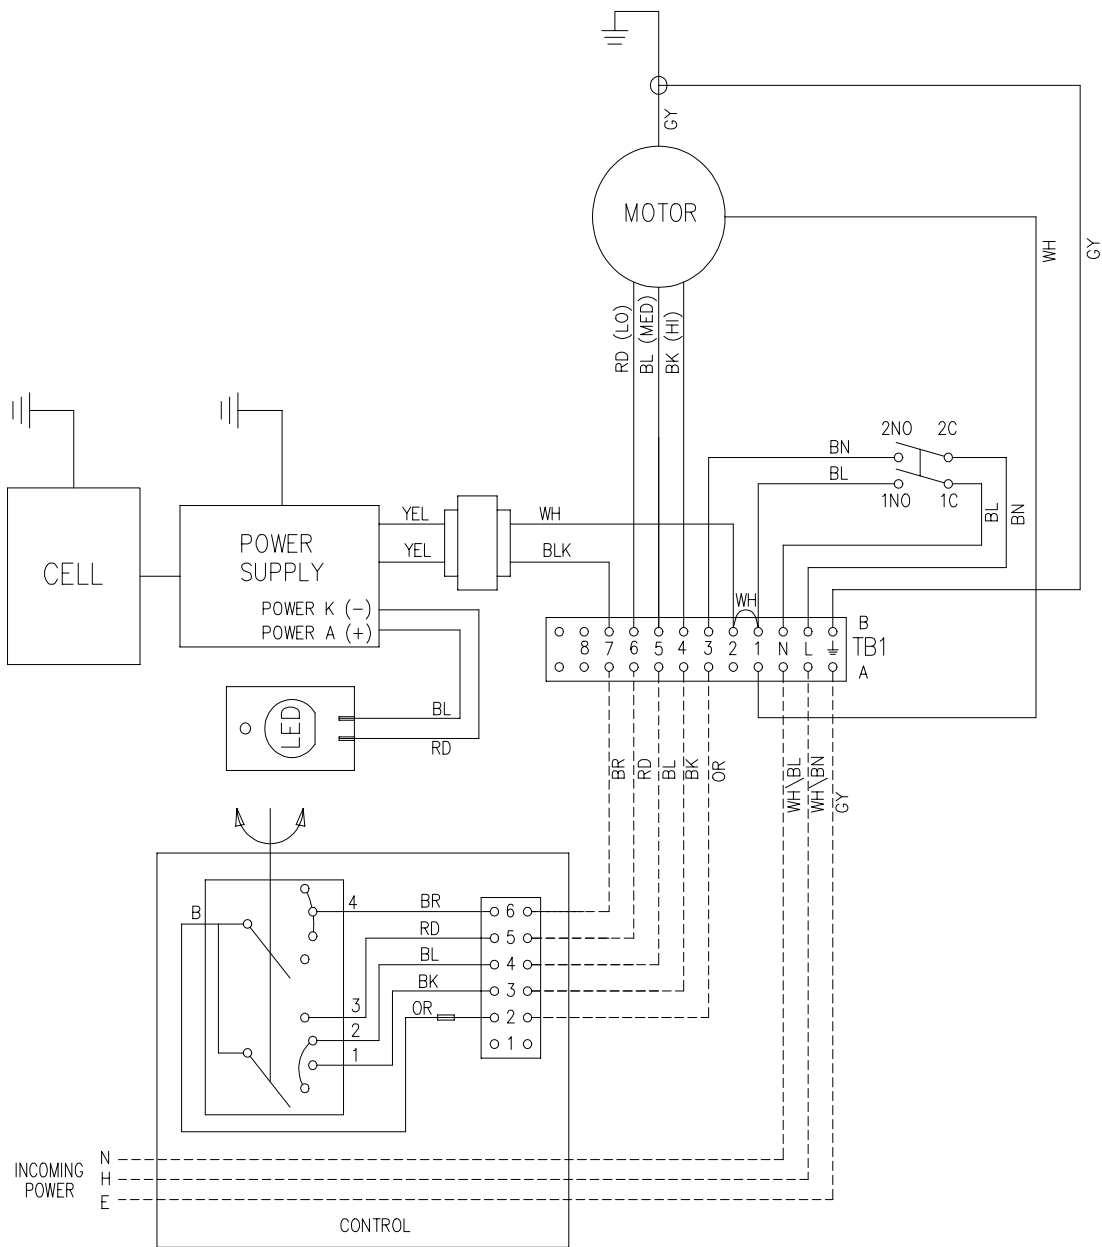 GY
MOTOR
WH
GY
RD (LO)
BL (MED)
BK (HI)
2NO 2C
BN
BL
1NO 1C
BL
BN
YEL
WH
YEL
BLK
POWER
SUPPLY
CELL
POWER K (-)
POWER A (+)
WH
B
8 7 6 5 4 3 2 1 N L
TB1
A
LED
BL
RD
BR
RD
BL
BK
OR
WH\BL
WH\BN
GY
B
4
BR
6
RD
5
BL
4
BK
3
3
OR
2
2
1
1
INCOMING
POWER
N
H
E
CONTROL